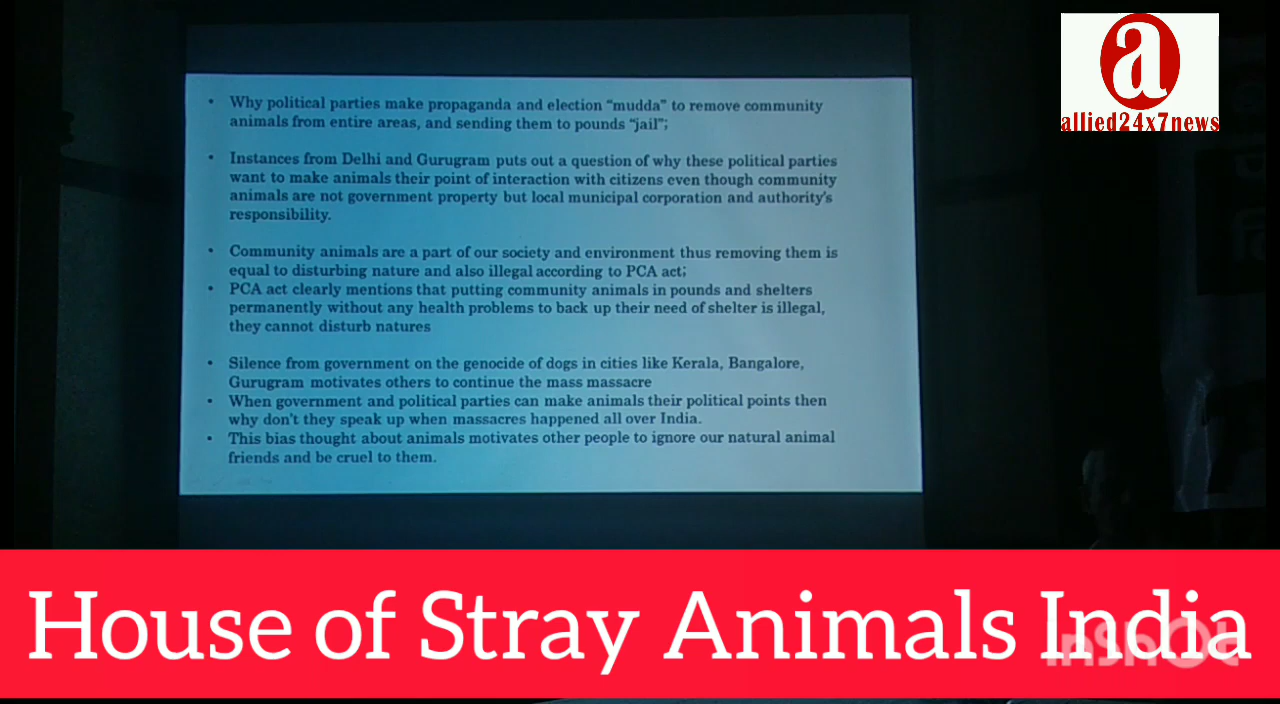 a
allied24x7news
• Why political parties make propaganda and election “mudda” to remove community
animals from entire areas, and sending them to pounds “jail”;
• Instances from Delhi and Gurugram puts out a question of why these political parties
want to make animals their point of interaction with citizens even though community
animals are not government property but local municipal corporation and authority's
responsibility.
• Community animals are a part of our society and environment thus removing them is
equal to disturbing nature and also illegal according to PCA act;
• PCA act clearly mentions that putting community animals in pounds and shelters
permanently without any health problems to back up their need of shelter is illegal,
they cannot disturb natures
• Silence from government on the genocide of dogs in cities like Kerala, Bangalore,
Gurugram motivates others to continue the mass massacre
• When government and political parties can make animals their political points then
why don't they speak up when massacres happened all over India.
• This bias thought about animals motivates other people to ignore our natural animal
friends and be cruel to them.
House of Stray Animals India
InShOt